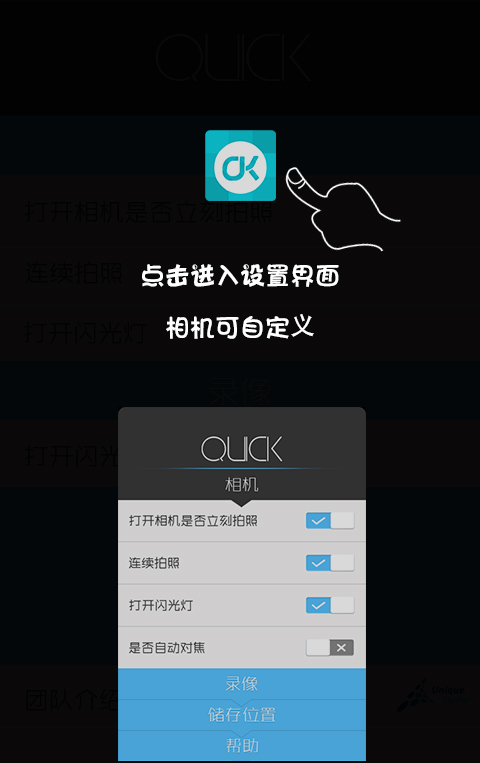 QUICK
OK
打开相机是否立刻拍照
连续拍照
点击进入设置界面
相机可自定义
打开闪光灯
录像
打开闪光
QUICK
相机
打开相机是否立刻拍照
连续拍照
打开闪光灯
是否自动对焦
录像
储存位置
帮助
团队介绍